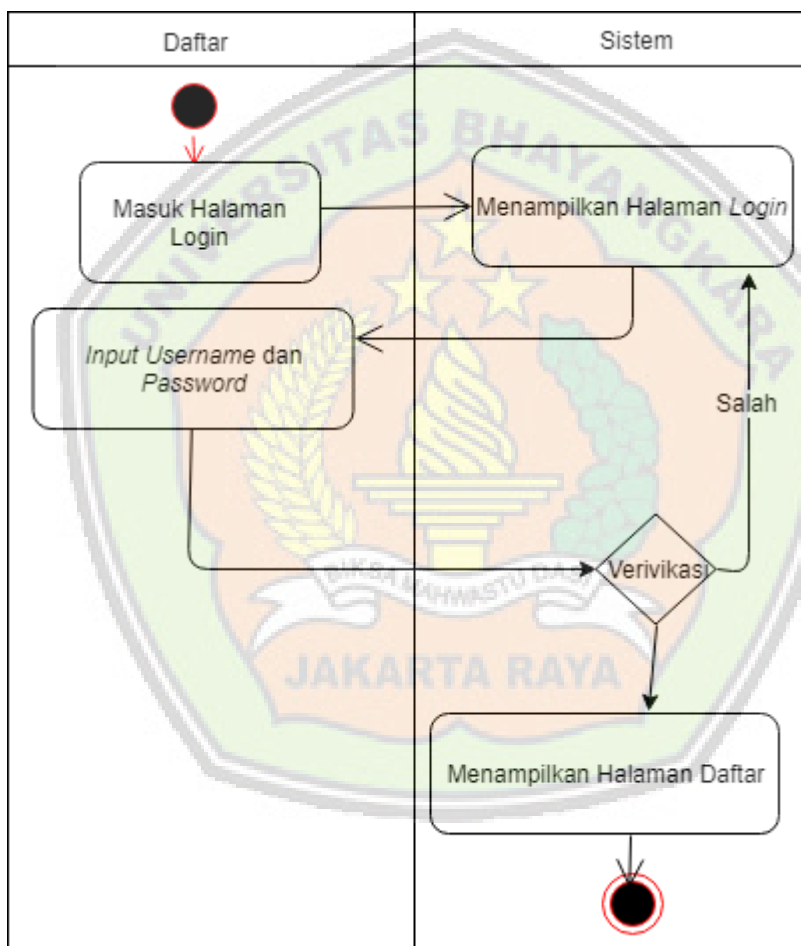 Daftar
Sistem
Masuk Halaman
Login
Menampilkan Halaman Login
Input Username dan
Password
Salah
Verivikasi
Menampilkan Halaman Daftar
UNIVERSITAS BHAYANGKARA
JAKARTA RAYA